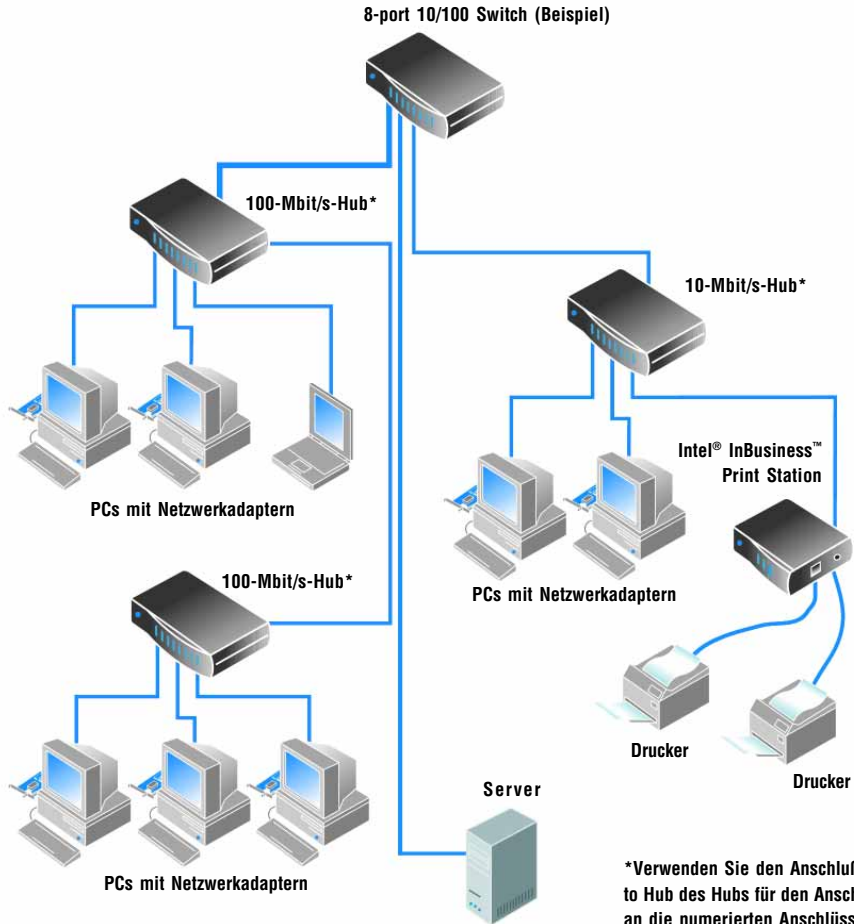 8-port 10/100 Switch (Beispiel)
100-Mbit/s-Hub*
10-Mbit/s-Hub*
Intel® InBusiness™
Print Station
PCs mit Netzwerkadaptern
100-Mbit/s-Hub*
PCs mit Netzwerkadaptern
Drucker
Drucker
Server
PCs mit Netzwerkadaptern
*Verwenden Sie den
to Hub des Hubs für den
an die numerierten